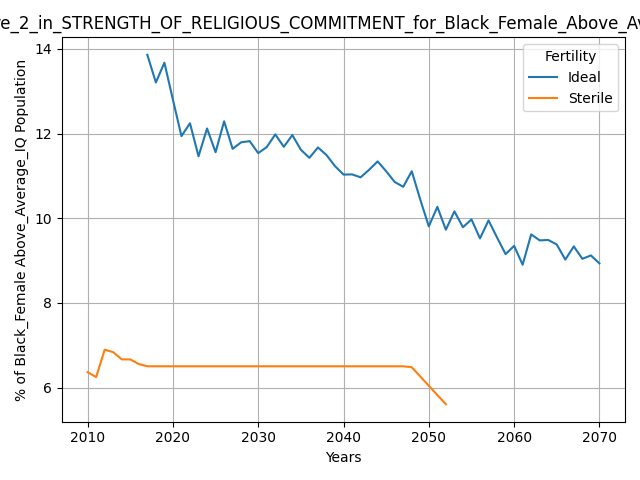 e_2_in_STRENGTH_OF_RELIGIOUS_COMMITMENT_for_Black_Female_Above_Av
Fertility
Ideal
Sterile
% of Black_Female Above_Average_IQ Population
14
12
10
8
6
2010 2020 2030 2040 2050 2060 2070
Years